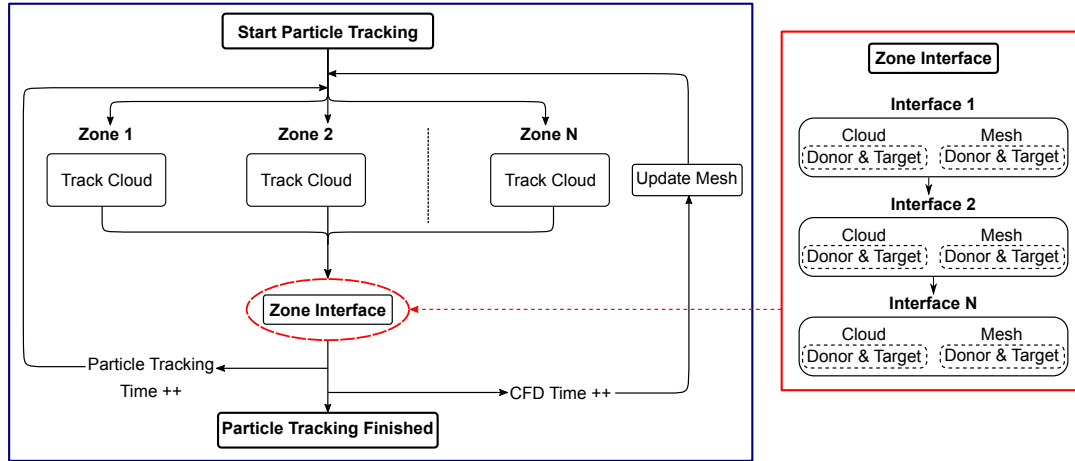 Start Particle Tracking
Zone 1
Zone 2
Zone N
Track Cloud
Track Cloud
Track Cloud
Update Mesh
Zone Interface
Particle Tracking
Time ++
CFD Time ++
Particle Tracking Finished
Zone Interface
Interface 1
Cloud
Mesh
Donor & Target
Donor & Target
Interface 2
Cloud
Mesh
Donor & Target
Donor & Target
Interface N
Cloud
Mesh
Donor & Target
Donor & Target